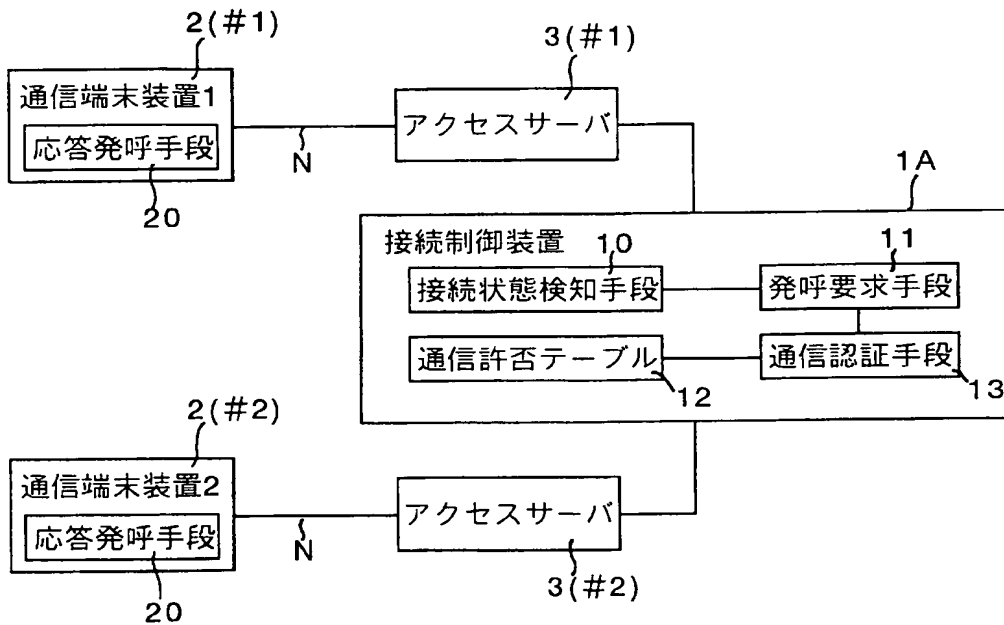 2(#1)
通信端末装置1
応答発呼手段
20
N
3(#1)
アクセスサーバ
1A
接続制御装置
10
接続状態検知手段
11
発呼要求手段
通信許否テーブル
12
通信認証手段
13
2(#2)
通信端末装置2
応答発呼手段
20
N
アクセスサーバ
3(#2)